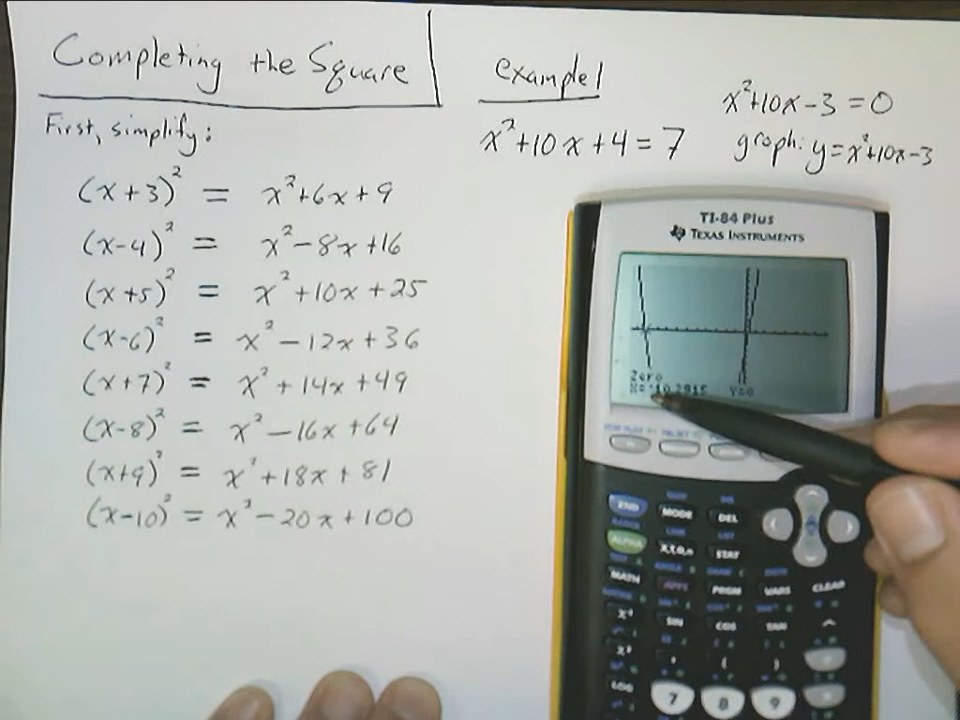 Completing the Square
First, simplify:
(x+3)² = x²+6x+9
(x-4)² = x²-8x+16
(x+5)² = x²+10x+25
(x-6)² = x²-12x+36
(x+7)² = x²+14x+49
(x-8)² = x²-16x+64
(x+9)² = x²+18x+81
(x-10)² = x²-20x+100
example 1
x²+10x+4=7
x²+10x-3=0
graph: y=x²+10x-3
TI-84 Plus
TEXAS INSTRUMENTS
Zero
X=-10.2915 Y=0
2ND MODE DEL
ALPHA X,T,θ,n STAT
MATH APPS PRGM VARS CLEAR
SIN COS TAN ^
, ( )
LOG 7 8 9